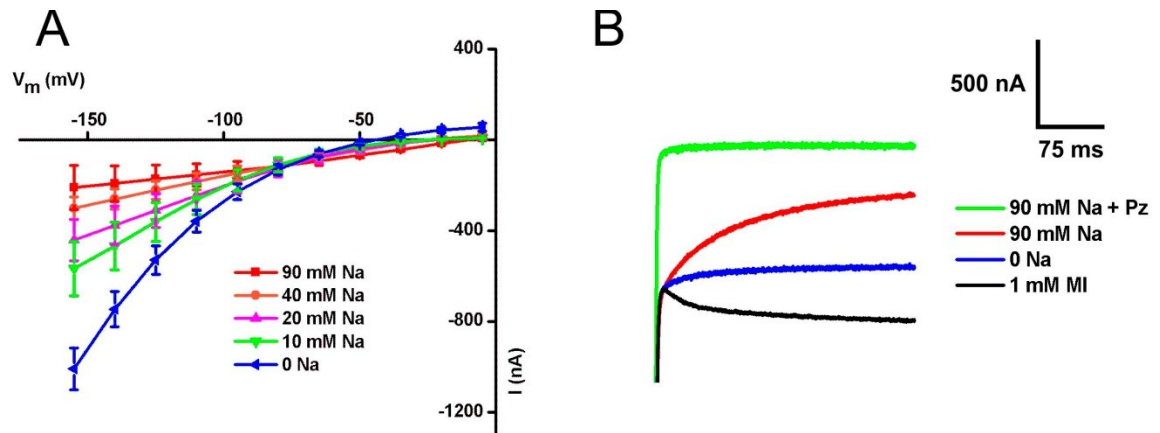 A
V_m (mV)
400
-150
-100
-50
-400
-800
-1200
I (nA)
90 mM Na
40 mM Na
20 mM Na
10 mM Na
0 Na
B
500 nA
75 ms
90 mM Na + Pz
90 mM Na
0 Na
1 mM MI